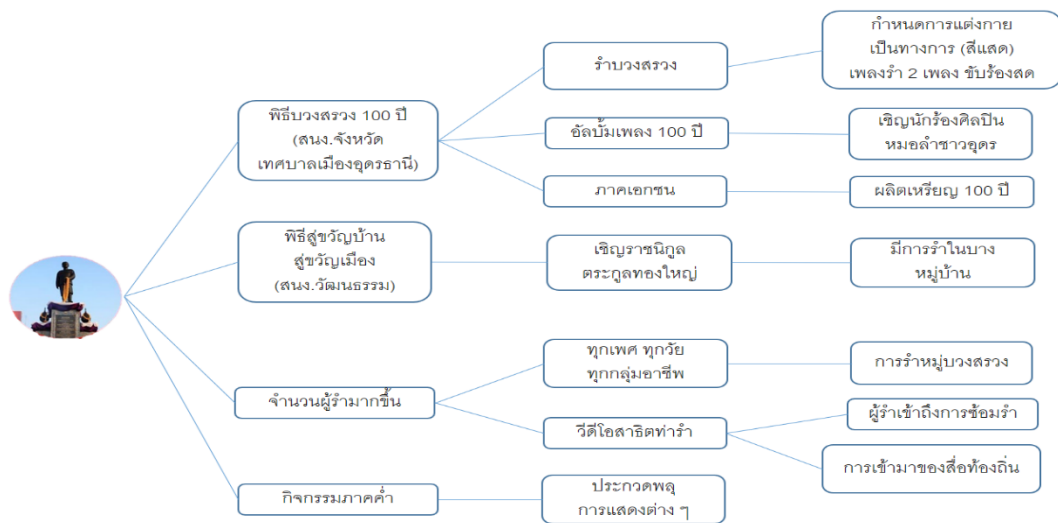 พิธีบวงสรวง 100 ปี
(สนง.จังหวัด
เทศบาลเมืองอุดรธานี)
รำบวงสรวง
กำหนดการแต่งกาย
เป็นทางการ (สีแสด)
เพลงรำ 2 เพลง ขับร้องสด
อัลบั้มเพลง 100 ปี
เชิญนักร้องศิลปิน
หมอลำชาวอุดร
ภาคเอกชน
ผลิตเหรียญ 100 ปี
พิธีสู่ขวัญบ้าน
สู่ขวัญเมือง
(สนง.วัฒนธรรม)
เชิญราชนิกูล
ตระกูลทองใหญ่
มีการรำในบาง
หมู่บ้าน
จำนวนผู้รำมากขึ้น
ทุกเพศ ทุกวัย
ทุกกลุ่มอาชีพ
การรำหมู่บวงสรวง
วีดีโอสาธิตท่ารำ
ผู้รำเข้าถึงการซ้อมรำ
การเข้ามาของสื่อท้องถิ่น
กิจกรรมภาคค่ำ
ประกวดพลุ
การแสดงต่าง ๆ